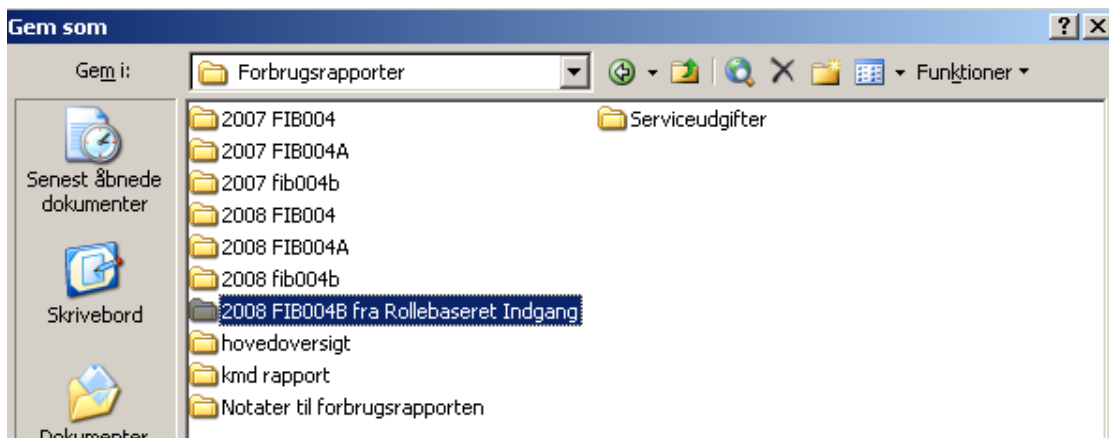 Gem som
Gem i:
Forbrugsrapporter
Funktioner
Senest åbnede
dokumenter
Skrivebord
Dokumenter
2007 FIB004
2007 FIB004A
2007 fib004b
2008 FIB004
2008 FIB004A
2008 fib004b
2008 FIB004B fra Rollebaseret Indgang
hovedoversigt
kmd rapport
Notater til forbrugsrapporten
Serviceudgifter